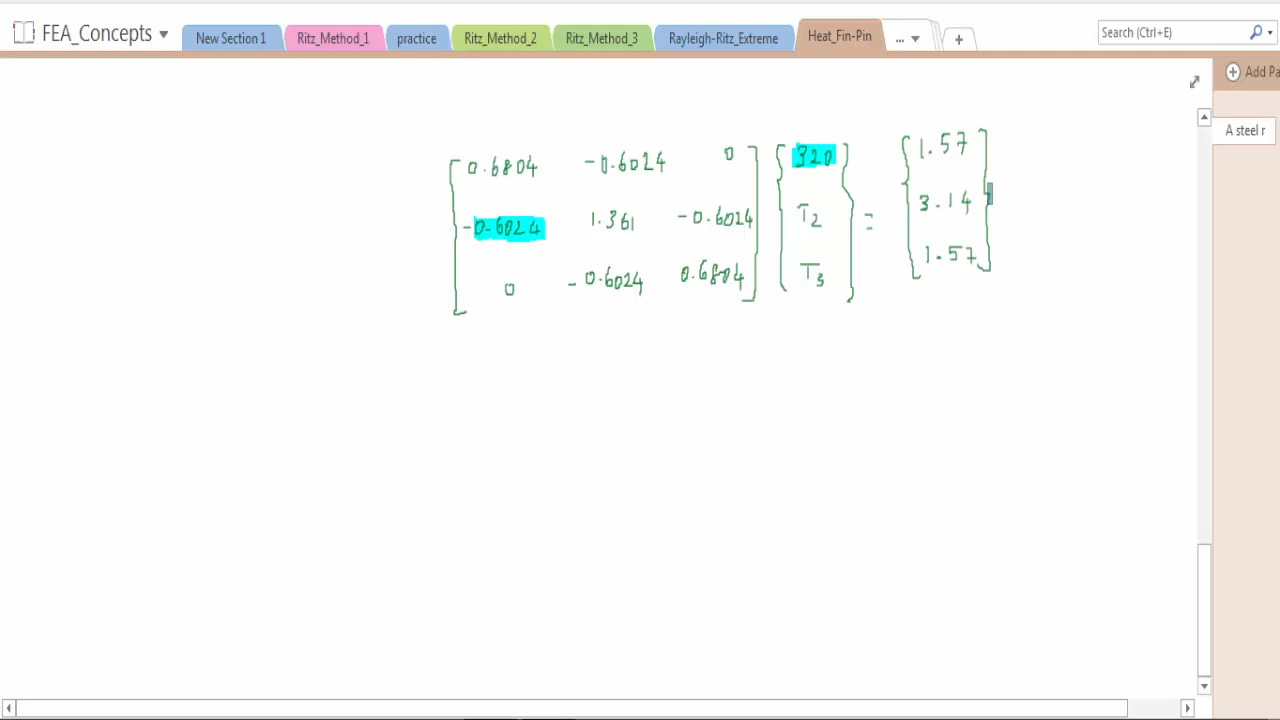 FEA_Concepts
New Section 1 Ritz_Method_1 practice Ritz_Method_2 Ritz_Method_3 Rayleigh-Ritz_Extreme Heat_Fin-Pin ... +
Search (Ctrl+E)
Add Pa
A steel r
0.6804 -0.6024 0 320 1.57
-0.6024 1.361 -0.6024 T2 = 3.14
0 -0.6024 0.6804 T3 1.57